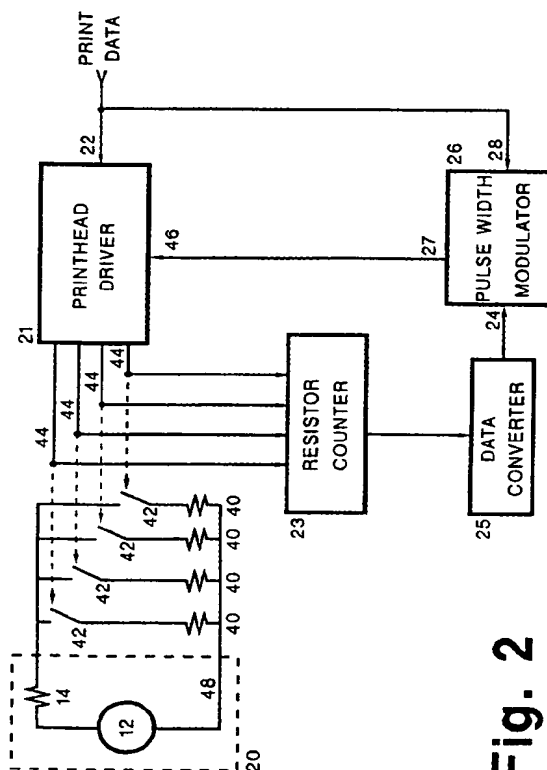 PRINT
DATA
22
21
PRINTHEAD
DRIVER
46
44
44
44
44
26
28
27
PULSE WIDTH
MODULATOR
24
RESISTOR
COUNTER
23
DATA
CONVERTER
25
42
42
42
42
40
40
40
40
14
12
48
20
Fig. 2